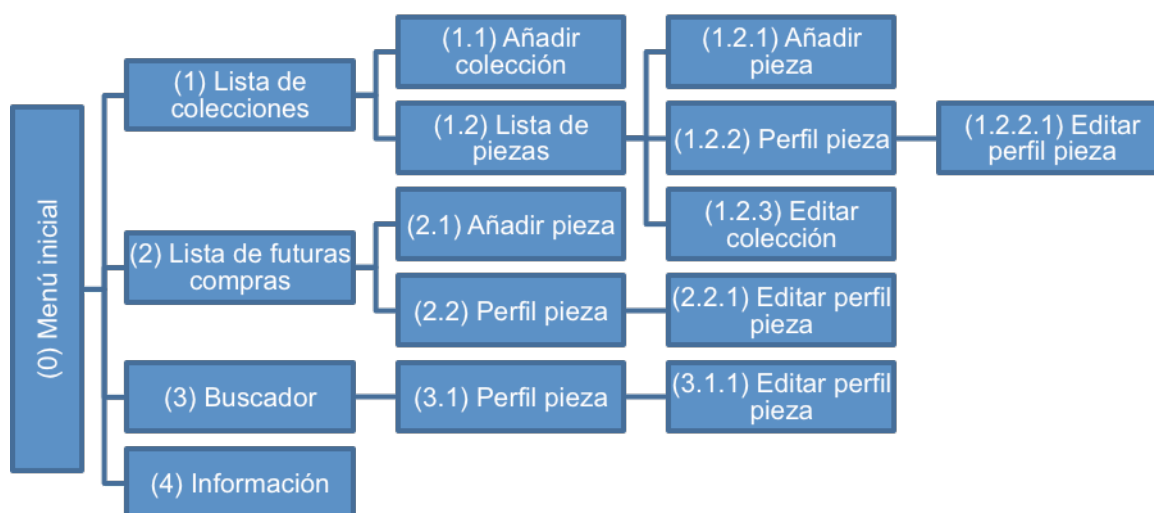 (0) Menú inicial
(1) Lista de
colecciones
(1.1) Añadir
colección
(1.2) Lista de
piezas
(1.2.1) Añadir
pieza
(1.2.2) Perfil pieza
(1.2.2.1) Editar
perfil pieza
(1.2.3) Editar
colección
(2) Lista de futuras
compras
(2.1) Añadir pieza
(2.2) Perfil pieza
(2.2.1) Editar perfil
pieza
(3) Buscador
(3.1) Perfil pieza
(3.1.1) Editar perfil
pieza
(4) Información